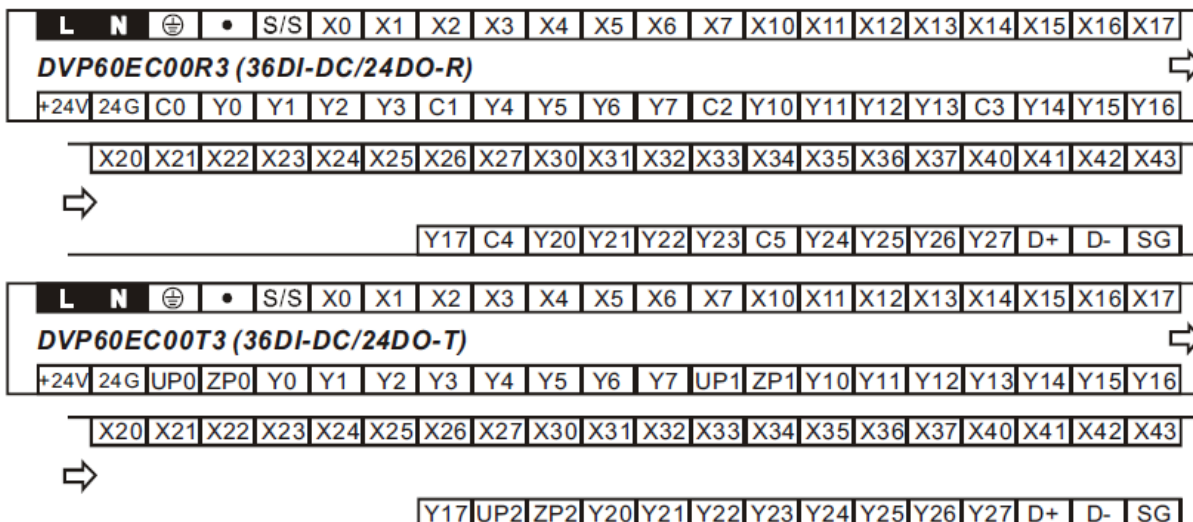 L N ⏚ • S/S X0 X1 X2 X3 X4 X5 X6 X7 X10 X11 X12 X13 X14 X15 X16 X17
DVP60EC00R3 (36DI-DC/24DO-R)
+24V 24G C0 Y0 Y1 Y2 Y3 C1 Y4 Y5 Y6 Y7 C2 Y10 Y11 Y12 Y13 C3 Y14 Y15 Y16
X20 X21 X22 X23 X24 X25 X26 X27 X30 X31 X32 X33 X34 X35 X36 X37 X40 X41 X42 X43
Y17 C4 Y20 Y21 Y22 Y23 C5 Y24 Y25 Y26 Y27 D+ D- SG
L N ⏚ • S/S X0 X1 X2 X3 X4 X5 X6 X7 X10 X11 X12 X13 X14 X15 X16 X17
DVP60EC00T3 (36DI-DC/24DO-T)
+24V 24G UP0 ZP0 Y0 Y1 Y2 Y3 Y4 Y5 Y6 Y7 UP1 ZP1 Y10 Y11 Y12 Y13 Y14 Y15 Y16
X20 X21 X22 X23 X24 X25 X26 X27 X30 X31 X32 X33 X34 X35 X36 X37 X40 X41 X42 X43
Y17 UP2 ZP2 Y20 Y21 Y22 Y23 Y24 Y25 Y26 Y27 D+ D- SG